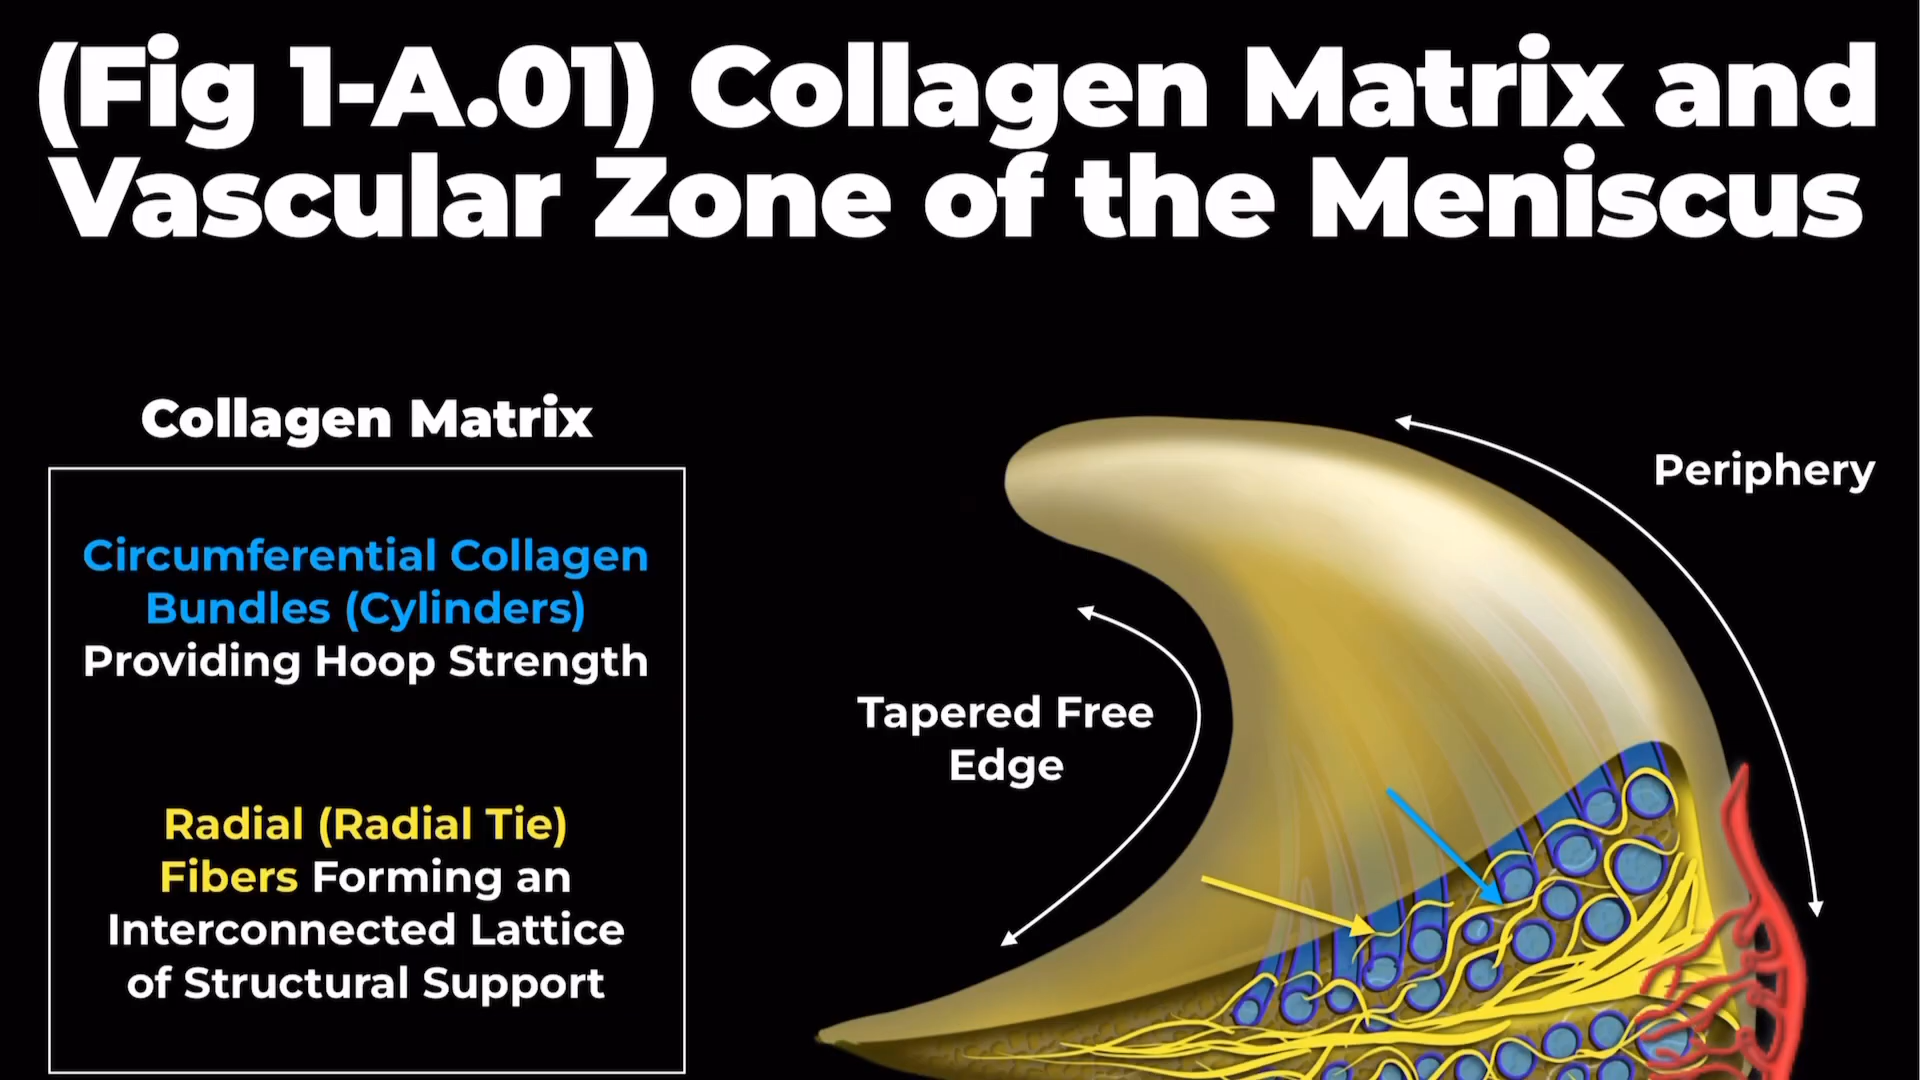 (Fig 1-A.01) Collagen Matrix and
Vascular Zone of the Meniscus
Collagen Matrix
Circumferential Collagen
Bundles (Cylinders)
Providing Hoop Strength
Radial (Radial Tie)
Fibers Forming an
Interconnected Lattice
of Structural Support
Periphery
Tapered Free
Edge